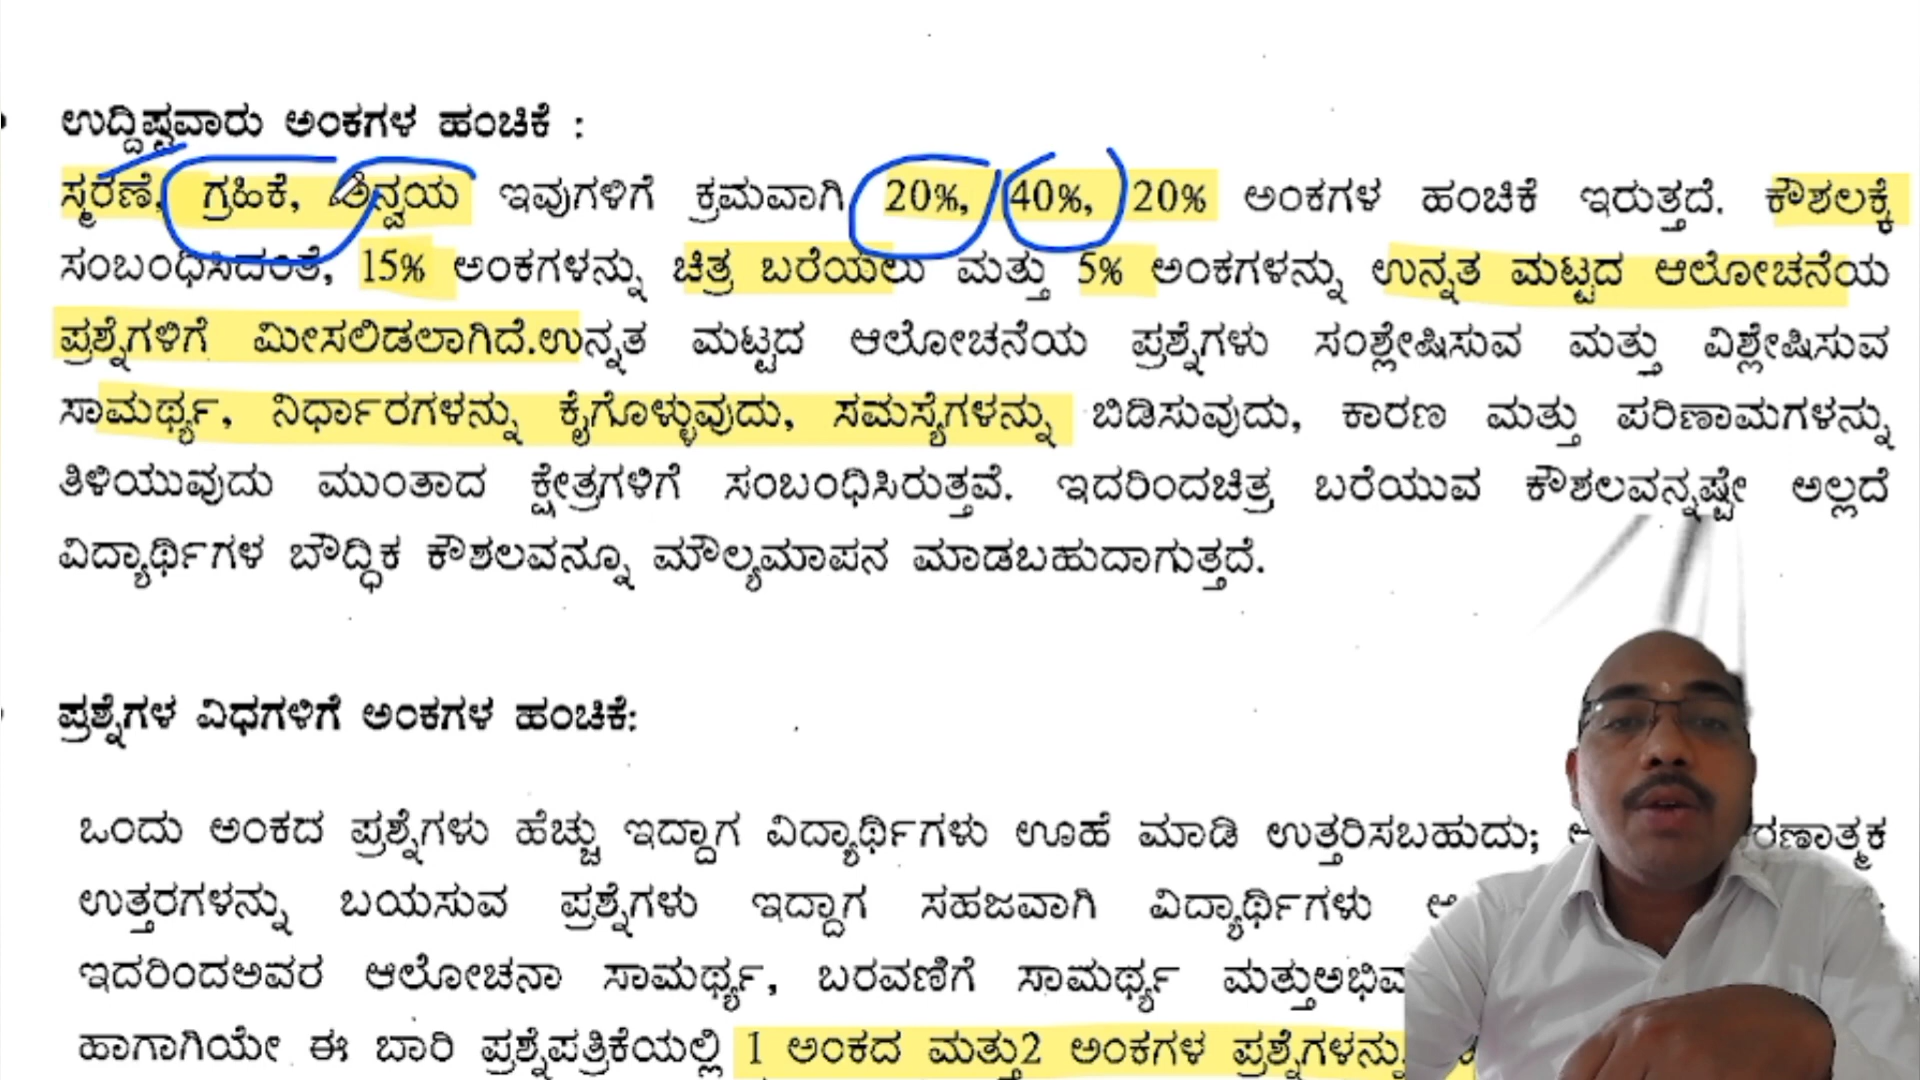 ಉದ್ದಿಷ್ಟವಾರು ಅಂಕಗಳ ಹಂಚಿಕೆ :
ಸ್ಮರಣೆ, ಗ್ರಹಿಕೆ, ಅನ್ವಯ ಇವುಗಳಿಗೆ ಕ್ರಮವಾಗಿ 20%, 40%, 20% ಅಂಕಗಳ ಹಂಚಿಕೆ ಇರುತ್ತದೆ. ಕೌಶಲಕ್ಕೆ
ಸಂಬಂಧಿಸಿದಂತೆ, 15% ಅಂಕಗಳನ್ನು ಚಿತ್ರ ಬರೆಯಲು ಮತ್ತು 5% ಅಂಕಗಳನ್ನು ಉನ್ನತ ಮಟ್ಟದ ಆಲೋಚನೆಯ
ಪ್ರಶ್ನೆಗಳಿಗೆ ಮೀಸಲಿಡಲಾಗಿದೆ.ಉನ್ನತ ಮಟ್ಟದ ಆಲೋಚನೆಯ ಪ್ರಶ್ನೆಗಳು ಸಂಶ್ಲೇಷಿಸುವ ಮತ್ತು ವಿಶ್ಲೇಷಿಸುವ
ಸಾಮರ್ಥ್ಯ, ನಿರ್ಧಾರಗಳನ್ನು ಕೈಗೊಳ್ಳುವುದು, ಸಮಸ್ಯೆಗಳನ್ನು ಬಿಡಿಸುವುದು, ಕಾರಣ ಮತ್ತು ಪರಿಣಾಮಗಳನ್ನು
ತಿಳಿಯುವುದು ಮುಂತಾದ ಕ್ಷೇತ್ರಗಳಿಗೆ ಸಂಬಂಧಿಸಿರುತ್ತವೆ. ಇದರಿಂದಚಿತ್ರ ಬರೆಯುವ ಕೌಶಲವನ್ನಷ್ಟೇ ಅಲ್ಲದೆ
ವಿದ್ಯಾರ್ಥಿಗಳ ಬೌದ್ಧಿಕ ಕೌಶಲವನ್ನೂ ಮೌಲ್ಯಮಾಪನ ಮಾಡಬಹುದಾಗುತ್ತದೆ.
ಪ್ರಶ್ನೆಗಳ ವಿಧಗಳಿಗೆ ಅಂಕಗಳ ಹಂಚಿಕೆ:
ಒಂದು ಅಂಕದ ಪ್ರಶ್ನೆಗಳು ಹೆಚ್ಚು ಇದ್ದಾಗ ವಿದ್ಯಾರ್ಥಿಗಳು ಊಹೆ ಮಾಡಿ ಉತ್ತರಿಸಬಹುದು;
ಉತ್ತರಗಳನ್ನು ಬಯಸುವ ಪ್ರಶ್ನೆಗಳು ಇದ್ದಾಗ ಸಹಜವಾಗಿ ವಿದ್ಯಾರ್ಥಿಗಳು
ಇದರಿಂದಅವರ ಆಲೋಚನಾ ಸಾಮರ್ಥ್ಯ, ಬರವಣಿಗೆ ಸಾಮರ್ಥ್ಯ
ಹಾಗಾಗಿಯೇ ಈ ಬಾರಿ ಪ್ರಶ್ನೆಪತ್ರಿಕೆಯಲ್ಲಿ 1 ಅಂಕದ ಮತ್ತು2 ಅಂಕಗಳ ಪ್ರಶ್ನೆಗಳನ್ನು